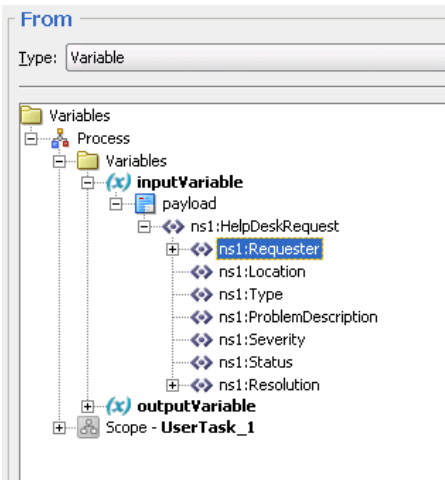 From
Type: Variable
Variables
Process
Variables
(x) inputVariable
payload
ns1:HelpDeskRequest
ns1:Requester
ns1:Location
ns1:Type
ns1:ProblemDescription
ns1:Severity
ns1:Status
ns1:Resolution
(x) outputVariable
Scope - UserTask_1